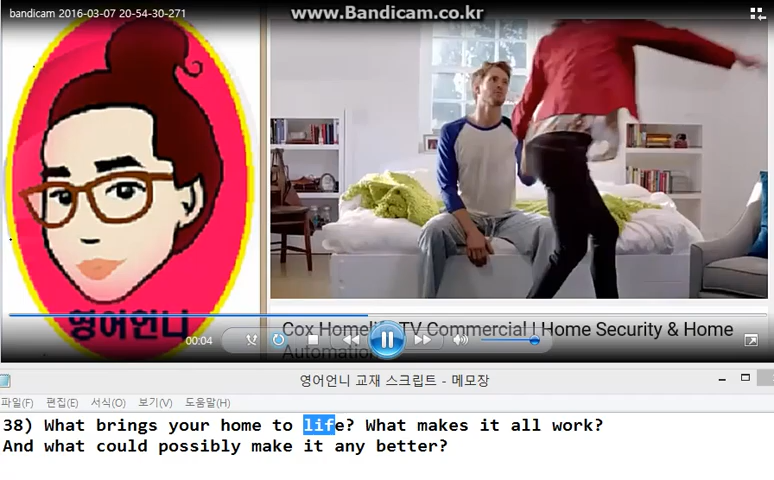 bandicam 2016-03-07 20-54-30-271
www.Bandicam.co.kr
영어언니
00:04
Cox Homelife TV Commercial | Home Security & Home
Automation
영어언니 교재 스크립트 - 메모장
파일(F) 편집(E) 서식(O) 보기(V) 도움말(H)
38) What brings your home to life? What makes it all work?
And what could possibly make it any better?